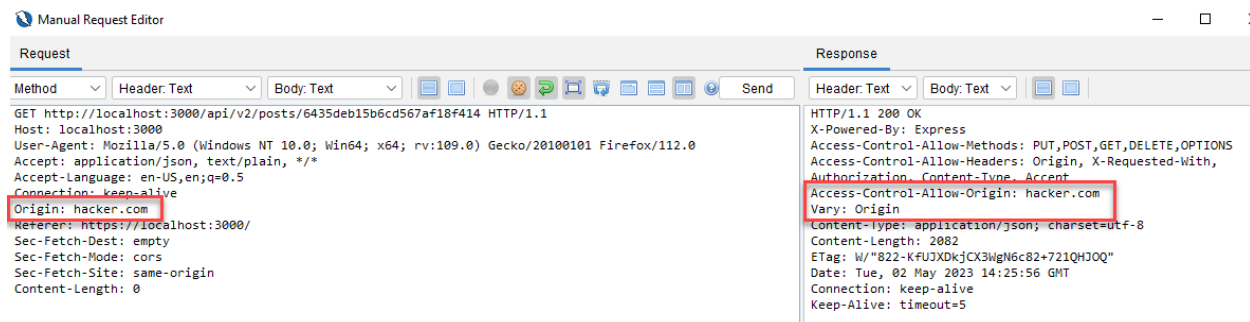 Manual Request Editor
Request
Method Header: Text Body: Text Send
GET http://localhost:3000/api/v2/posts/6435deb15b6cd567af18f414 HTTP/1.1
Host: localhost:3000
User-Agent: Mozilla/5.0 (Windows NT 10.0; Win64; x64; rv:109.0) Gecko/20100101 Firefox/112.0
Accept: application/json, text/plain, */*
Accept-Language: en-US,en;q=0.5
Connection: keep-alive
Origin: hacker.com
Referer: https://localhost:3000/
Sec-Fetch-Dest: empty
Sec-Fetch-Mode: cors
Sec-Fetch-Site: same-origin
Content-Length: 0
Response
Header: Text Body: Text
HTTP/1.1 200 OK
X-Powered-By: Express
Access-Control-Allow-Methods: PUT,POST,GET,DELETE,OPTIONS
Access-Control-Allow-Headers: Origin, X-Requested-With,
Authorization, Content-Type, Accept
Access-Control-Allow-Origin: hacker.com
Vary: Origin
Content-Type: application/json; charset=utf-8
Content-Length: 2082
ETag: W/"822-KfUJXDkjCX3WgN6c82+721QHJOQ"
Date: Tue, 02 May 2023 14:25:56 GMT
Connection: keep-alive
Keep-Alive: timeout=5